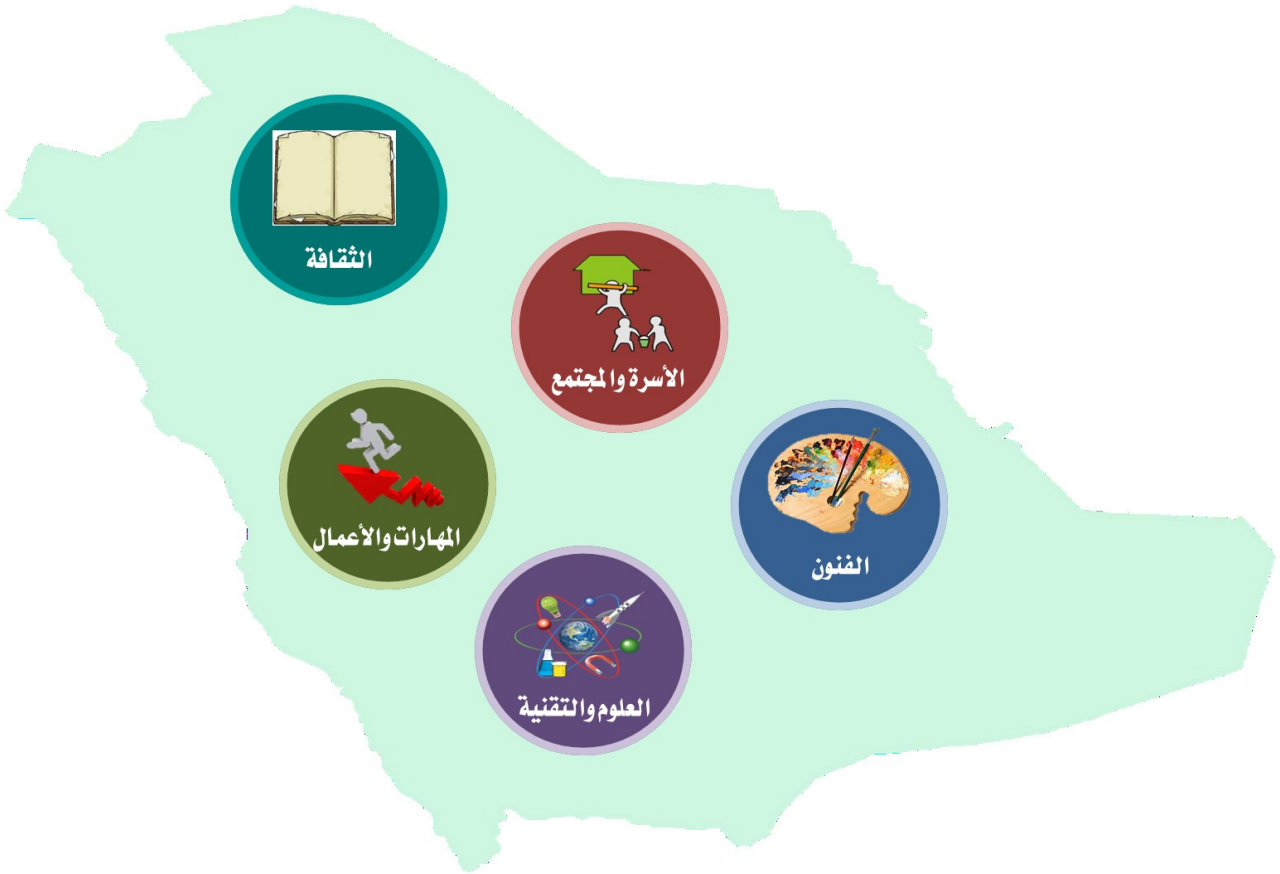 الثقافة
الأسرة والمجتمع
المهارات والأعمال
الفنون
العلوم والتقنية